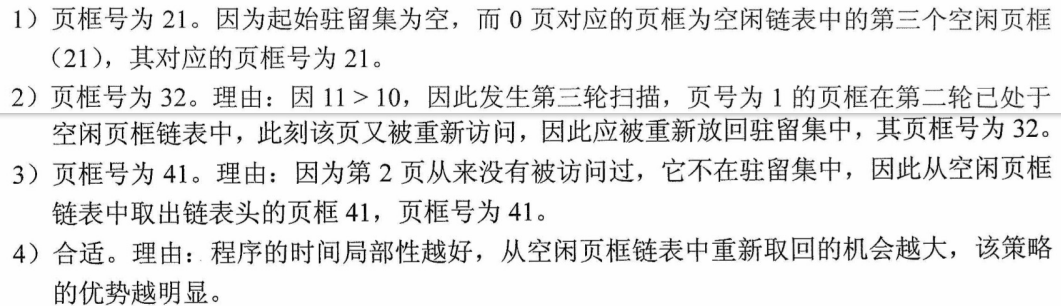 1）页框号为 21。因为起始驻留集为空，而 0 页对应的页框为空闲链表中的第三个空闲页框
（21），其对应的页框号为 21。
2）页框号为 32。理由：因 11 > 10，因此发生第三轮扫描，页号为 1 的页框在第二轮已处于
空闲页框链表中，此刻该页又被重新访问，因此应被重新放回驻留集中，其页框号为 32。
3）页框号为 41。理由：因为第 2 页从来没有被访问过，它不在驻留集中，因此从空闲页框
链表中取出链表头的页框 41，页框号为 41。
4）合适。理由：程序的时间局部性越好，从空闲页框链表中重新取回的机会越大，该策略
的优势越明显。